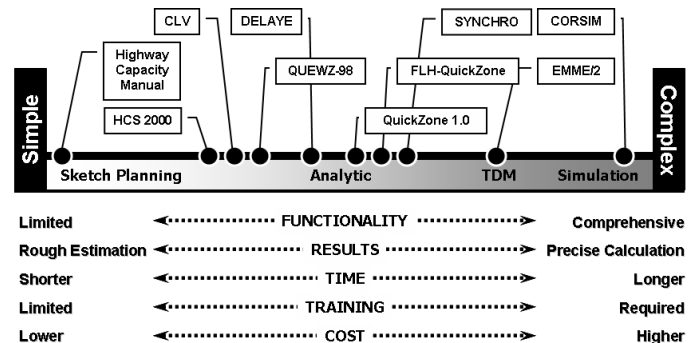 CLV
DELAYE
SYNCHRO
CORSIM
Highway
Capacity
Manual
QUEWZ-98
FLH-QuickZone
EMME/2
HCS 2000
QuickZone 1.0
Simple
Complex
Sketch Planning
Analytic
TDM
Simulation
Limited FUNCTIONALITY Comprehensive
Rough Estimation RESULTS Precise Calculation
Shorter TIME Longer
Limited TRAINING Required
Lower COST Higher